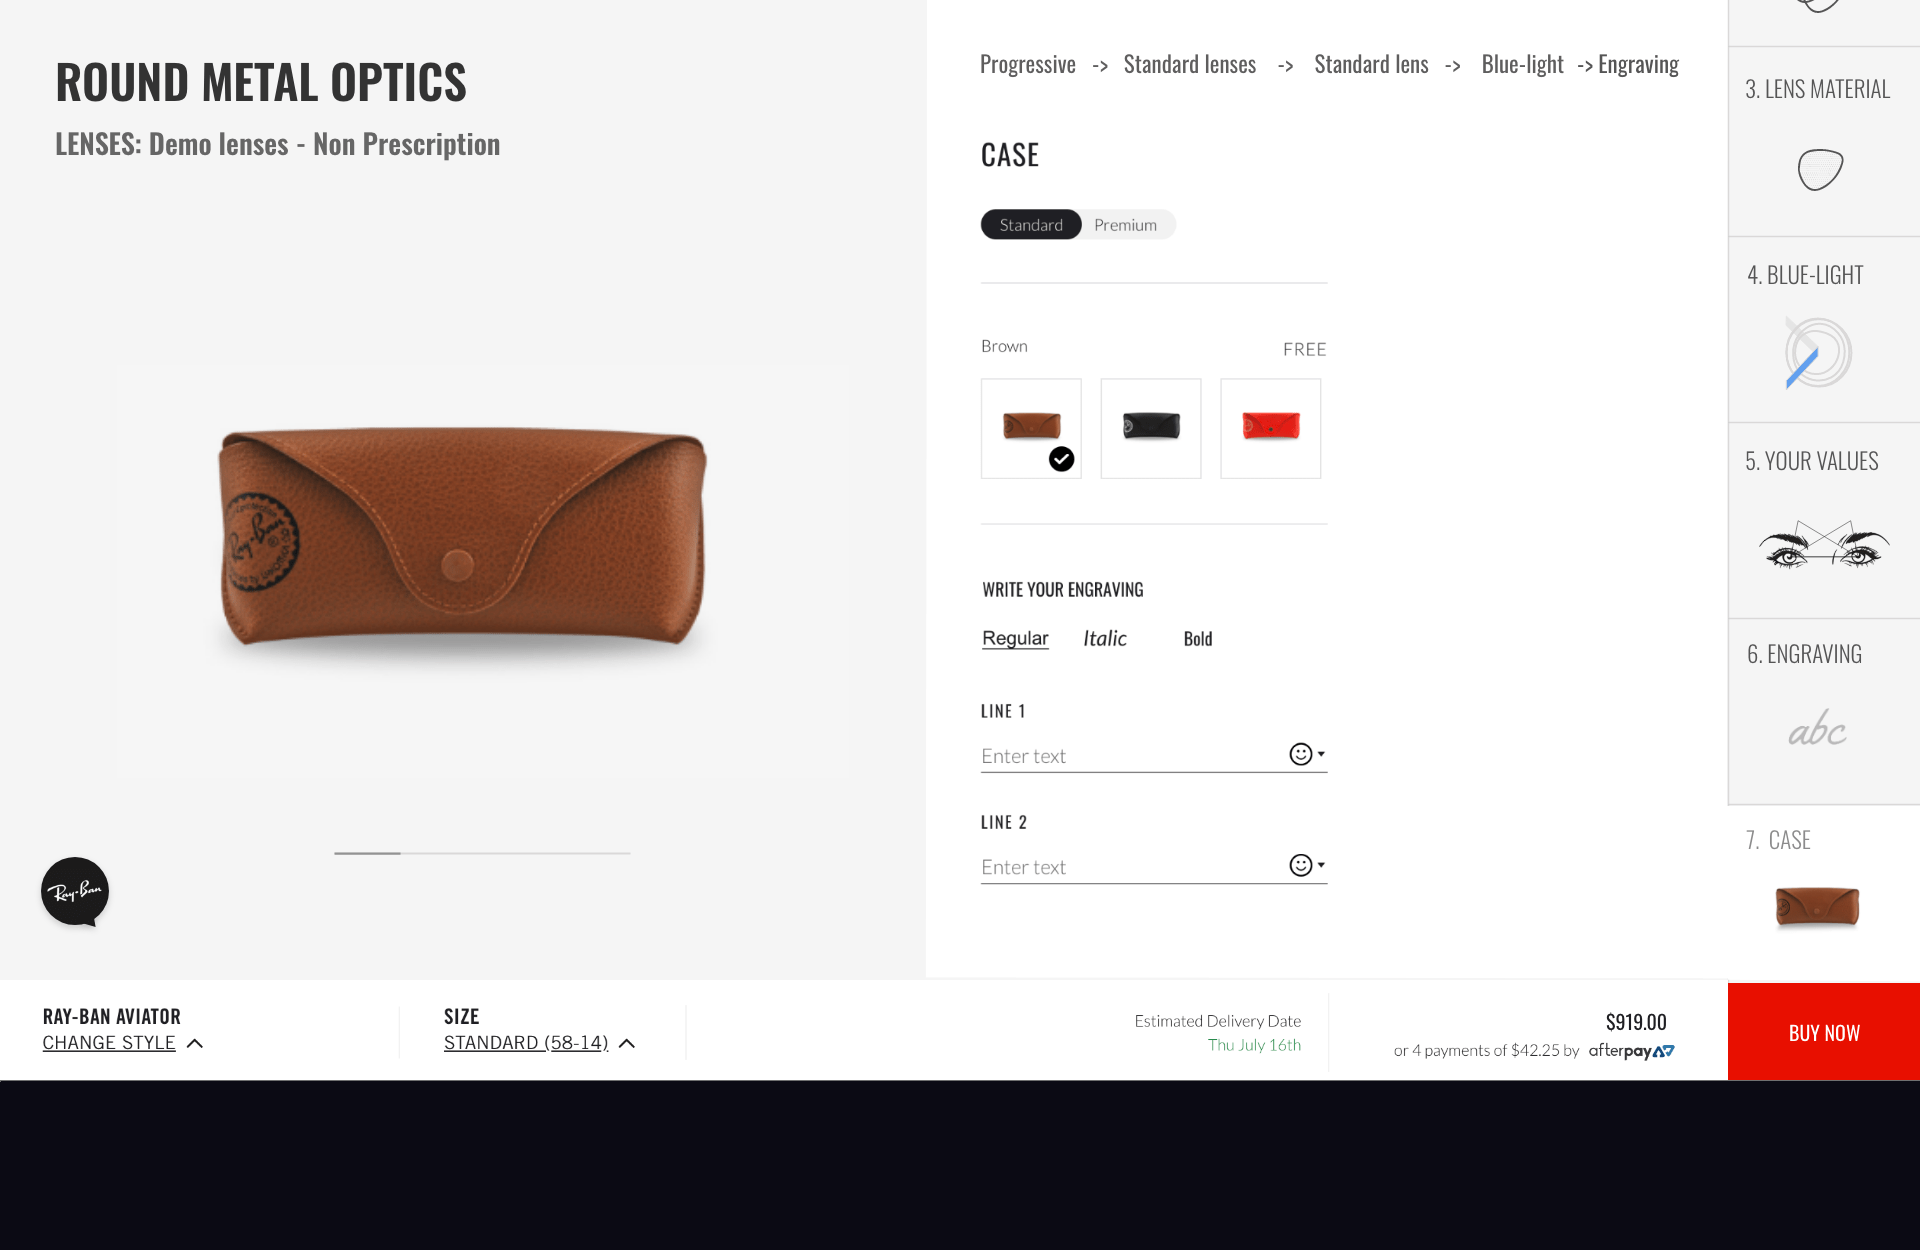 ROUND METAL OPTICS
LENSES: Demo lenses - Non Prescription
Ray-Ban
Ray-Ban
Progressive -> Standard lenses -> Standard lens -> Blue-light -> Engraving
CASE
Standard Premium
Brown FREE
WRITE YOUR ENGRAVING
Regular Italic Bold
LINE 1
Enter text
LINE 2
Enter text
3. LENS MATERIAL
4. BLUE-LIGHT
5. YOUR VALUES
6. ENGRAVING
abc
7. CASE
RAY-BAN AVIATOR
CHANGE STYLE
SIZE
STANDARD (58-14)
Estimated Delivery Date
Thu July 16th
$919.00
or 4 payments of $42.25 by afterpay
BUY NOW